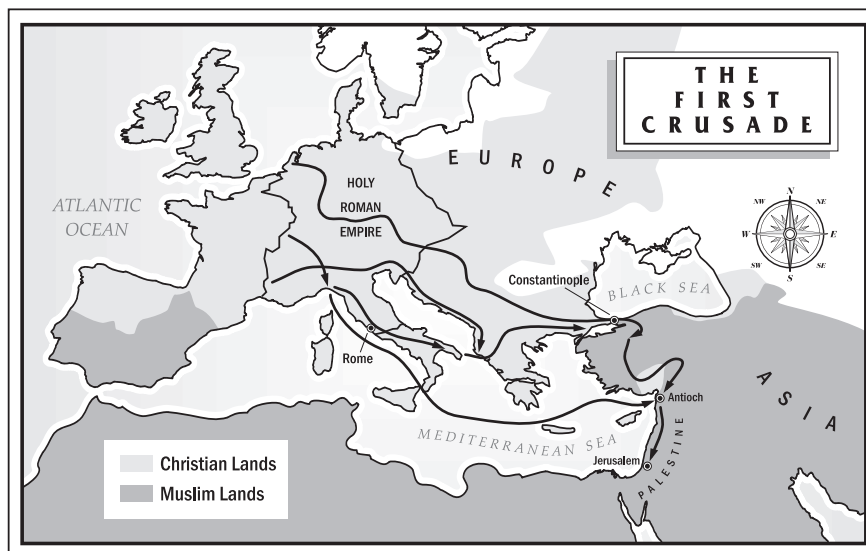 THE
FIRST
CRUSADE
EUROPE
ATLANTIC
OCEAN
HOLY
ROMAN
EMPIRE
N
NW
NE
W
E
SW
SE
S
Constantinople
BLACK SEA
Rome
ASIA
Antioch
MEDITERRANEAN SEA
PALESTINE
Jerusalem
Christian Lands
Muslim Lands